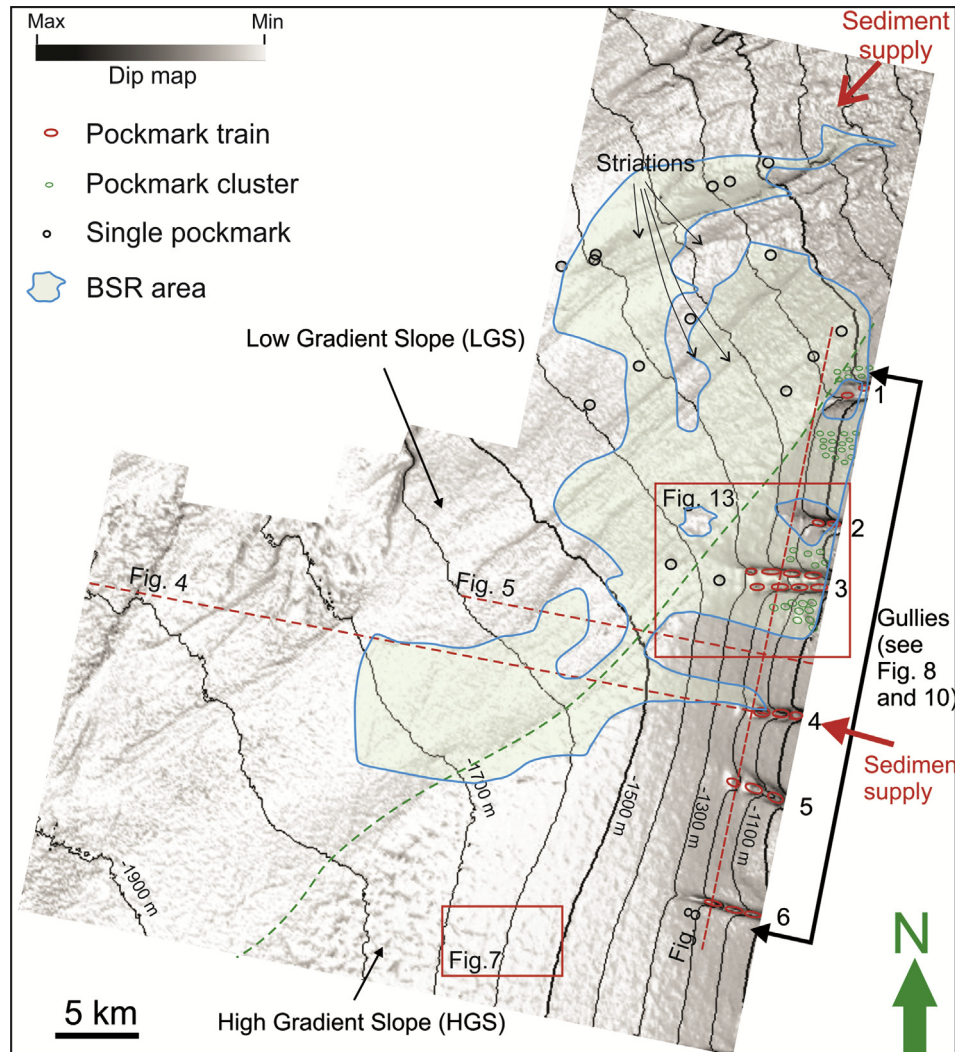 Max
Min
Dip map
Pockmark train
Pockmark cluster
Single pockmark
BSR area
Sediment
supply
Striations
Low Gradient Slope (LGS)
1
Fig. 13
2
3
Fig. 4
Fig. 5
Gullies
(see
Fig. 8
and 10)
4
Sediment
supply
-1700 m
-1500 m
-1300 m
-1100 m
5
-1900 m
6
Fig. 8
Fig.7
High Gradient Slope (HGS)
5 km
N